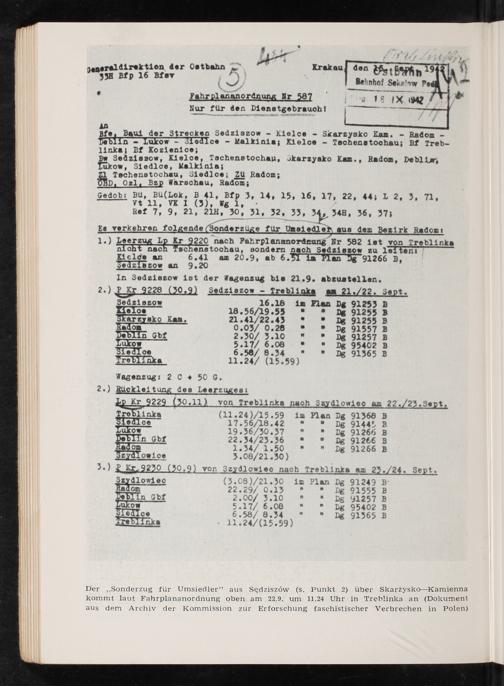 Generaldirektion der Ostbahn
33H Bfp 16 Bfsv
5
Krakau, den 15. Sept. 1942
Ostbahn
Bahnhof Sokolow Podl
18 IX 1942
Fahrplananordnung Nr 587
Nur für den Dienstgebrauch!
An
Bfe, Baui der Strecken Sedziszow - Kielce - Skarzysko Kam. - Radom -
Deblin - Lukow - Siedlce - Malkinia; Kielce - Tschenstochau; Bf Treb-
linka; Bf Kozienice;
Bw Sedziszow, Kielce, Tschenstochau, Skarzysko Kam., Radom, Deblin,
Lukow, Siedlce, Malkinia;
Zl Tschenstochau, Siedlce; ZÜ Radom;
OBD, Ozl, Bzp Warschau, Radom;
Gedob: BU, BU(Lok, B 41, Bfp 3, 14, 15, 16, 17, 22, 44; L 2, 3, 71,
Vt 11, VK I (3), Wg 1,
Ref 7, 9, 21, 21H, 30, 31, 32, 33, 34, 34H, 36, 37;
Es verkehren folgende Sonderzüge für Umsiedler aus dem Bezirk Radom:
1.) Leerzug Lp Kr 9220 nach Fahrplananordnung Nr 582 ist von Treblinka
nicht nach Tschenstochau, sondern nach Sedziszow zu leiten:
Kielce an 6.41 am 20.9, ab 6.51 im Plan Dg 91266 B,
Sedziszow an 9.20
In Sedziszow ist der Wagenzug bis 21.9. abzustellen.
2.) P Kr 9228 (30.9) Sedziszow - Treblinka am 21./22. Sept.
Sedziszow 16.18 im Plan Dg 91253 B
Kielce 18.56/19.55 " " Dg 91255 B
Skarzysko Kam. 21.41/22.43 " " Dg 91255 B
Radom 0.03/ 0.28 " " Dg 91557 B
Deblin Gbf 2.30/ 3.10 " " Dg 91257 B
Lukow 5.17/ 6.08 " " Dg 95402 B
Siedlce 6.58/ 8.34 " " Dg 91365 B
Treblinka 11.24/ (15.59)
Wagenzug: 2 C + 50 G.
2.) Rückleitung des Leerzuges:
Lp Kr 9229 (30.11) von Treblinka nach Szydlowiec am 22./23.Sept.
Treblinka (11.24)/15.59 im Plan Dg 91368 B
Siedlce 17.56/18.42 " " Dg B
Lukow 19.36/30.37 " " Dg 91266 B
Deblin Gbf 22.34/23.36 " " Dg 91266 B
Radom 1.34/ 1.50 " " Dg 91266 B
Szydlowice 3.08/21.30)
3.) P Kr 9230 (30.9) von Szydlowiec nach Treblinka am 23./24. Sept.
Szydlowiec (3.08)/21.30 im Plan Dg 91249 B
Radom 22.29/ 0.13 " " Dg 91555 B
Deblin Gbf 2.00/ 3.10 " " Dg 91257 B
Lukow 5.17/ 6.08 " " Dg 95402 B
Siedlce 6.58/ 8.34 " " Dg 91365 B
Treblinka 11.24/(15.59)
Der „Sonderzug für Umsiedler" aus Sędziszów (s. Punkt 2) über Skarżysko—Kamienna
kommt laut Fahrplananordnung oben am 22.9. um 11.24 Uhr in Treblinka an (Dokument
aus dem Archiv der Kommission zur Erforschung faschistischer Verbrechen in Polen)